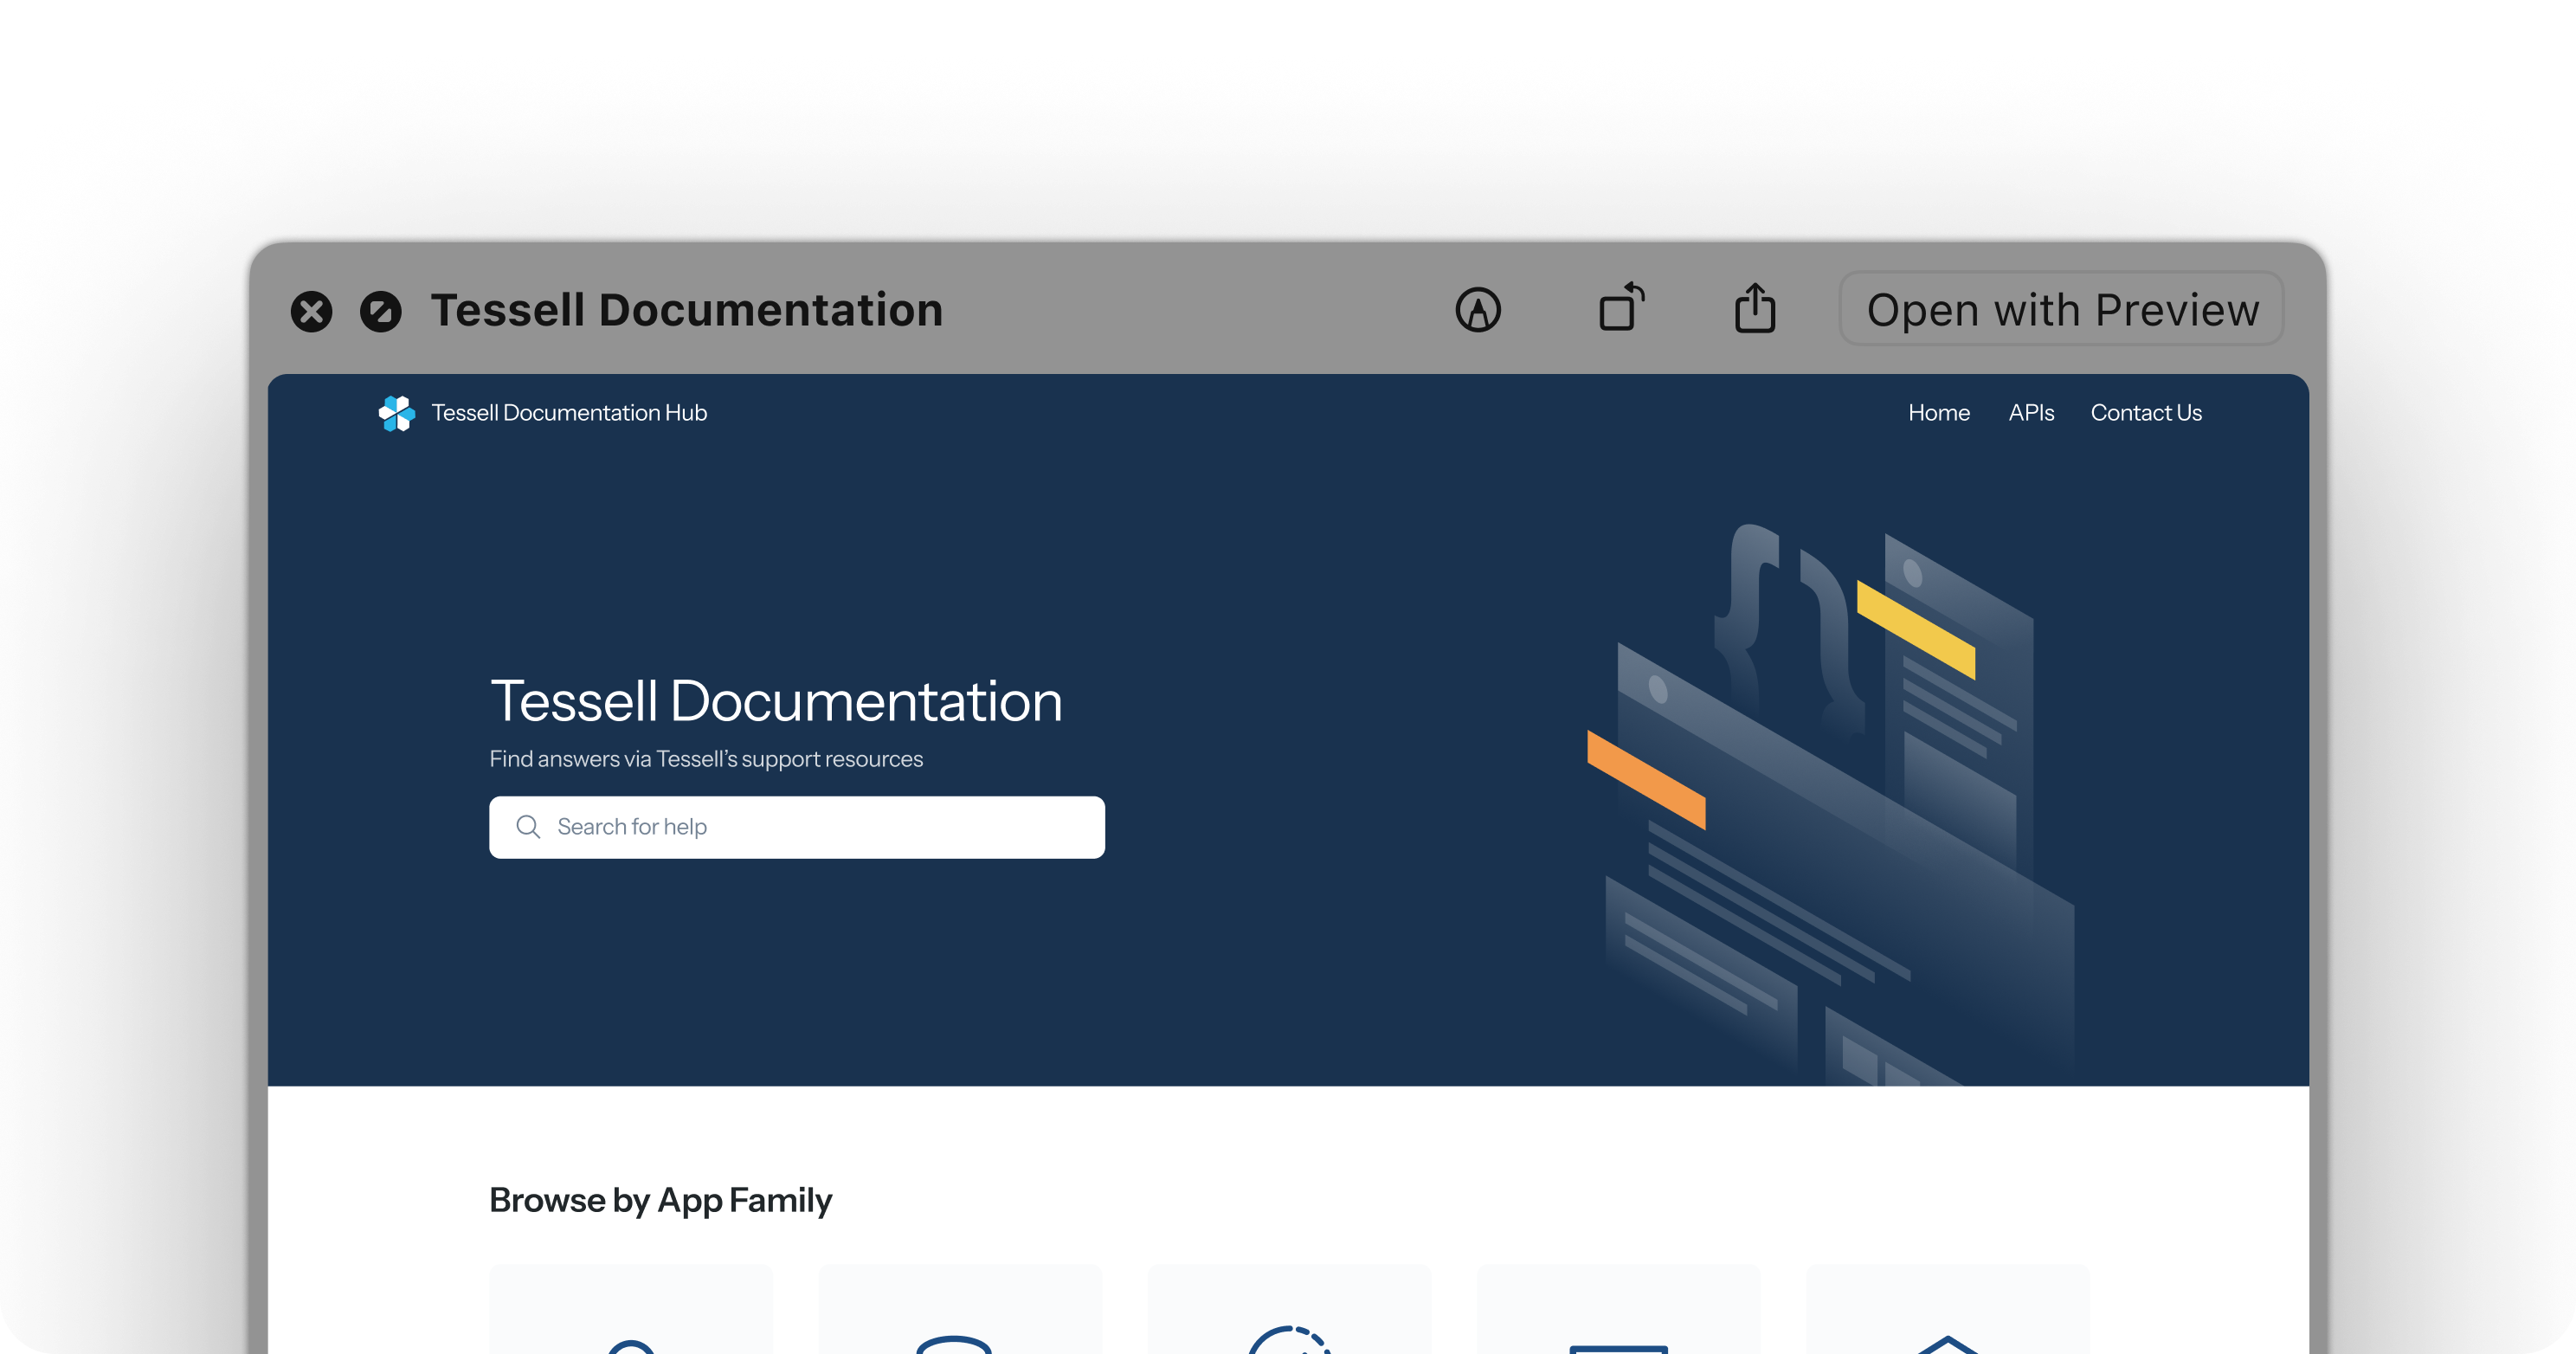 Tessell Documentation
Open with Preview
Tessell Documentation Hub
Home
APIs
Contact Us
Tessell Documentation
Find answers via Tessell’s support resources
Search for help
Browse by App Family